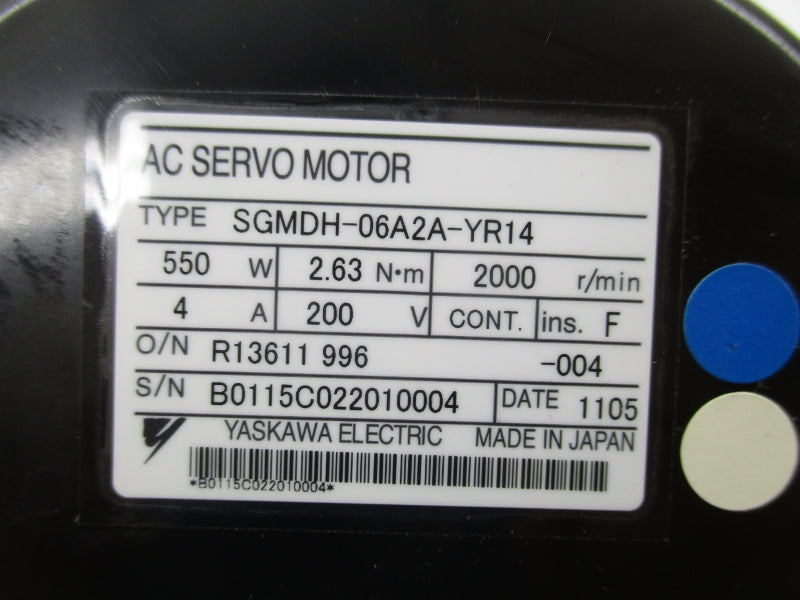 AC SERVO MOTOR
TYPE SGMDH-06A2A-YR14
550 W 2.63 N•m 2000 r/min
4 A 200 V CONT. ins. F
O/N R13611 996 -004
S/N B0115C022010004 DATE 1105
YASKAWA ELECTRIC MADE IN JAPAN
*B0115C022010004*